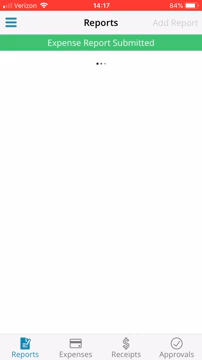 Verizon 14:17 84%
Reports Add Report
Expense Report Submitted
Reports Expenses Receipts Approvals